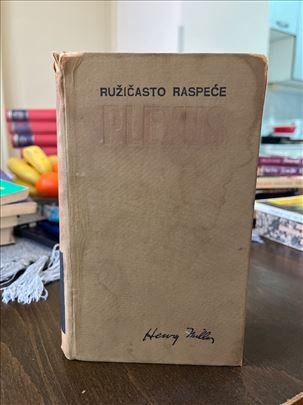 RUŽIČASTO RASPEĆE
PLEXUS
Henry Miller